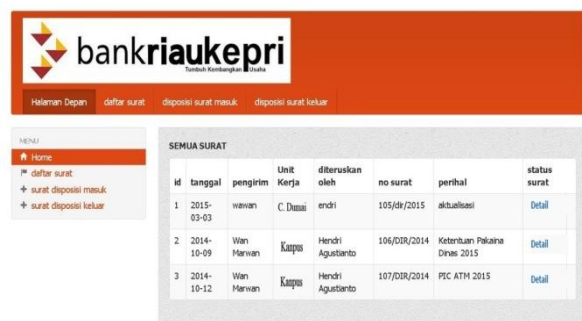 bankriaukepri
Tumbuh Kembangkan Usaha
Halaman Depan daftar surat disposisi surat masuk disposisi surat keluar
MENU
Home
daftar surat
surat disposisi masuk
surat disposisi keluar
SEMUA SURAT
id tanggal pengirim Unit Kerja diteruskan oleh no surat perihal status surat
1 2015-03-03 wawan C. Dumai endri 105/dir/2015 aktualisasi Detail
2 2014-10-09 Wan Marwan Kanpus Hendri Agustianto 106/DIR/2014 Ketentuan Pakaina Dinas 2015 Detail
3 2014-10-12 Wan Marwan Kanpus Hendri Agustianto 107/DIR/2014 PIC ATM 2015 Detail